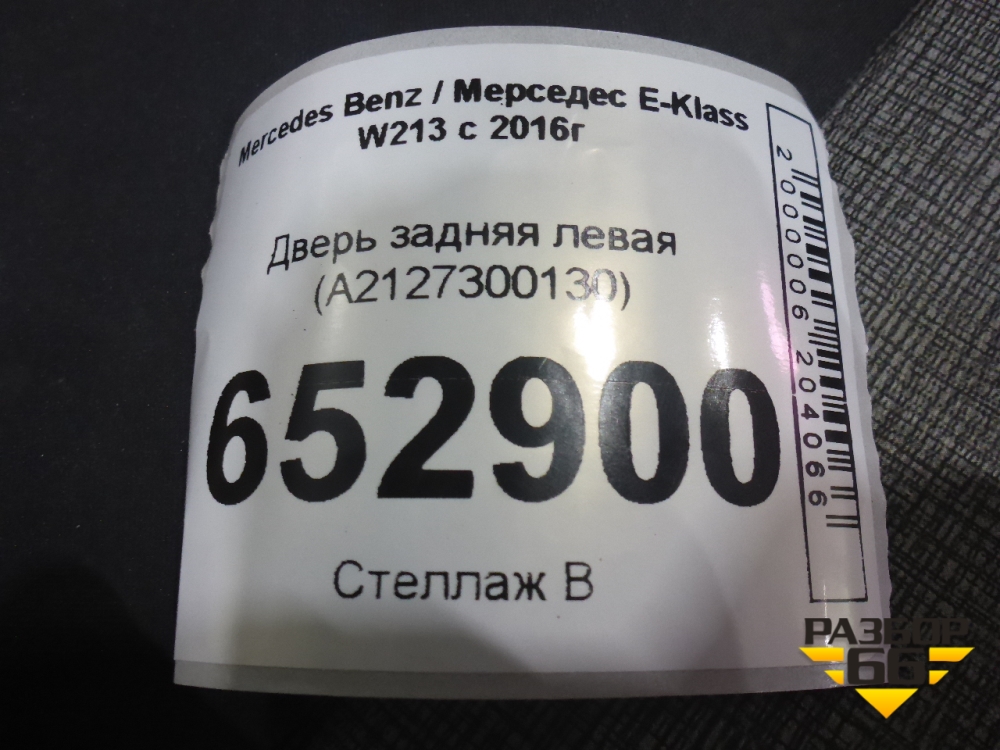 Mercedes Benz / Мерседес E-Klass
W213 с 2016г
Дверь задняя левая
(A2127300130)
652900
Стеллаж В
2000006204066
РАЗБОР
66